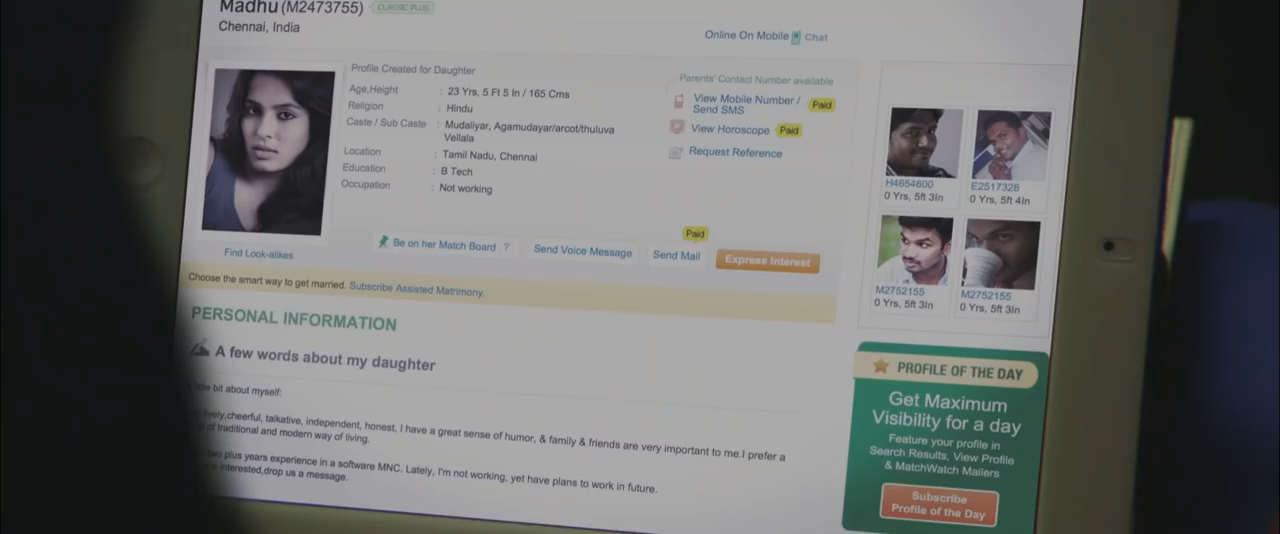 Madhu (M2473755) CLASSIC PLUS
Chennai, India
Online On Mobile Chat
Profile Created for Daughter
Age,Height : 23 Yrs, 5 Ft 5 In / 165 Cms
Religion : Hindu
Caste / Sub Caste : Mudaliyar, Agamudayar/arcot/thuluva
Vellala
Location : Tamil Nadu, Chennai
Education : B Tech
Occupation : Not working
Parents' Contact Number available
View Mobile Number /
Send SMS Paid
View Horoscope Paid
Request Reference
Find Look-alikes
Be on her Match Board ?
Send Voice Message
Paid
Send Mail
Express Interest
Choose the smart way to get married. Subscribe Assisted Matrimony.
PERSONAL INFORMATION
A few words about my daughter
bit about myself:
cheerful, talkative, independent, honest, I have a great sense of humor, & family & friends are very important to me.I prefer a
of traditional and modern way of living.
two plus years experience in a software MNC. Lately, I'm not working, yet have plans to work in future.
interested,drop us a message.
H4654600
0 Yrs, 5ft 3In
E2517328
0 Yrs, 5ft 4In
M2752155
0 Yrs, 5ft 3In
M2752155
0 Yrs, 5ft 3In
PROFILE OF THE DAY
Get Maximum
Visibility for a day
Feature your profile in
Search Results, View Profile
& MatchWatch Mailers
Subscribe
Profile of the Day